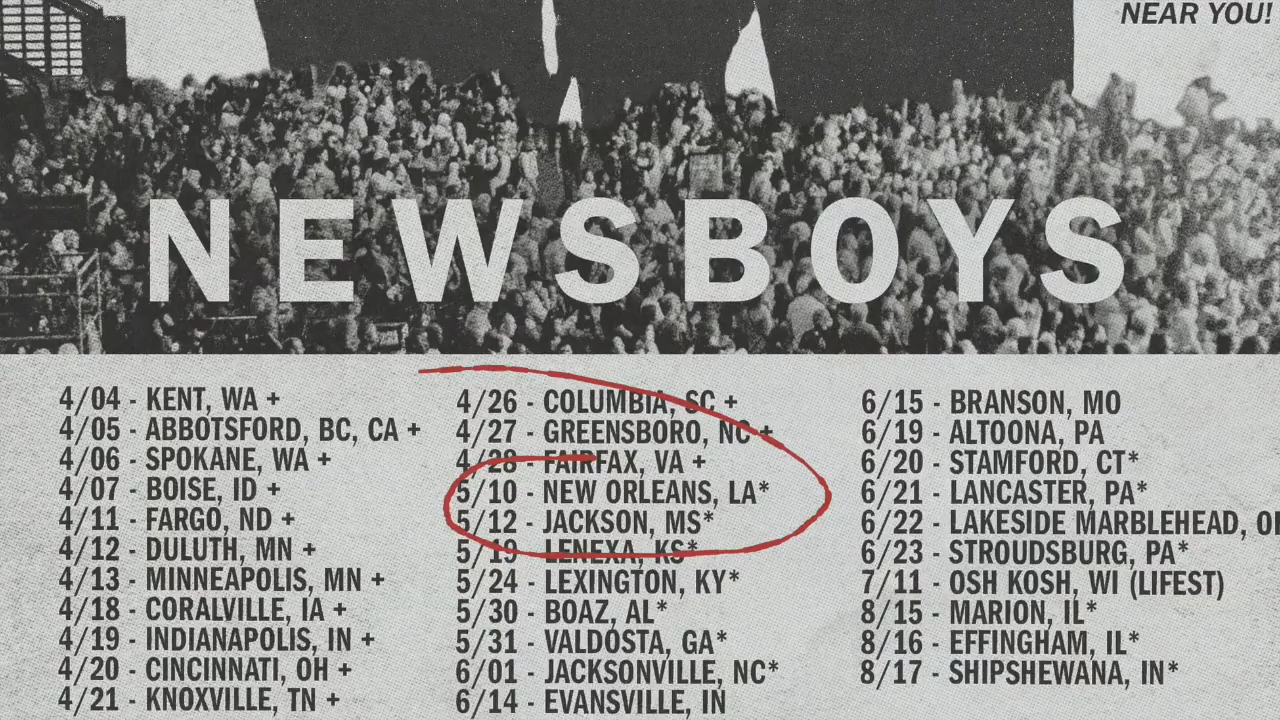 NEAR YOU!
NEWSBOYS
4/04 - KENT, WA +
4/05 - ABBOTSFORD, BC, CA +
4/06 - SPOKANE, WA +
4/07 - BOISE, ID +
4/11 - FARGO, ND +
4/12 - DULUTH, MN +
4/13 - MINNEAPOLIS, MN +
4/18 - CORALVILLE, IA +
4/19 - INDIANAPOLIS, IN +
4/20 - CINCINNATI, OH +
4/21 - KNOXVILLE, TN +
4/26 - COLUMBIA, SC +
4/27 - GREENSBORO, NC +
4/28 - FAIRFAX, VA +
5/10 - NEW ORLEANS, LA*
5/12 - JACKSON, MS*
5/19 - LENEXA, KS*
5/24 - LEXINGTON, KY*
5/30 - BOAZ, AL*
5/31 - VALDOSTA, GA*
6/01 - JACKSONVILLE, NC*
6/14 - EVANSVILLE, IN
6/15 - BRANSON, MO
6/19 - ALTOONA, PA
6/20 - STAMFORD, CT*
6/21 - LANCASTER, PA*
6/22 - LAKESIDE MARBLEHEAD,
6/23 - STROUDSBURG, PA*
7/11 - OSH KOSH, WI (LIFEST)
8/15 - MARION, IL*
8/16 - EFFINGHAM, IL*
8/17 - SHIPSHEWANA, IN*